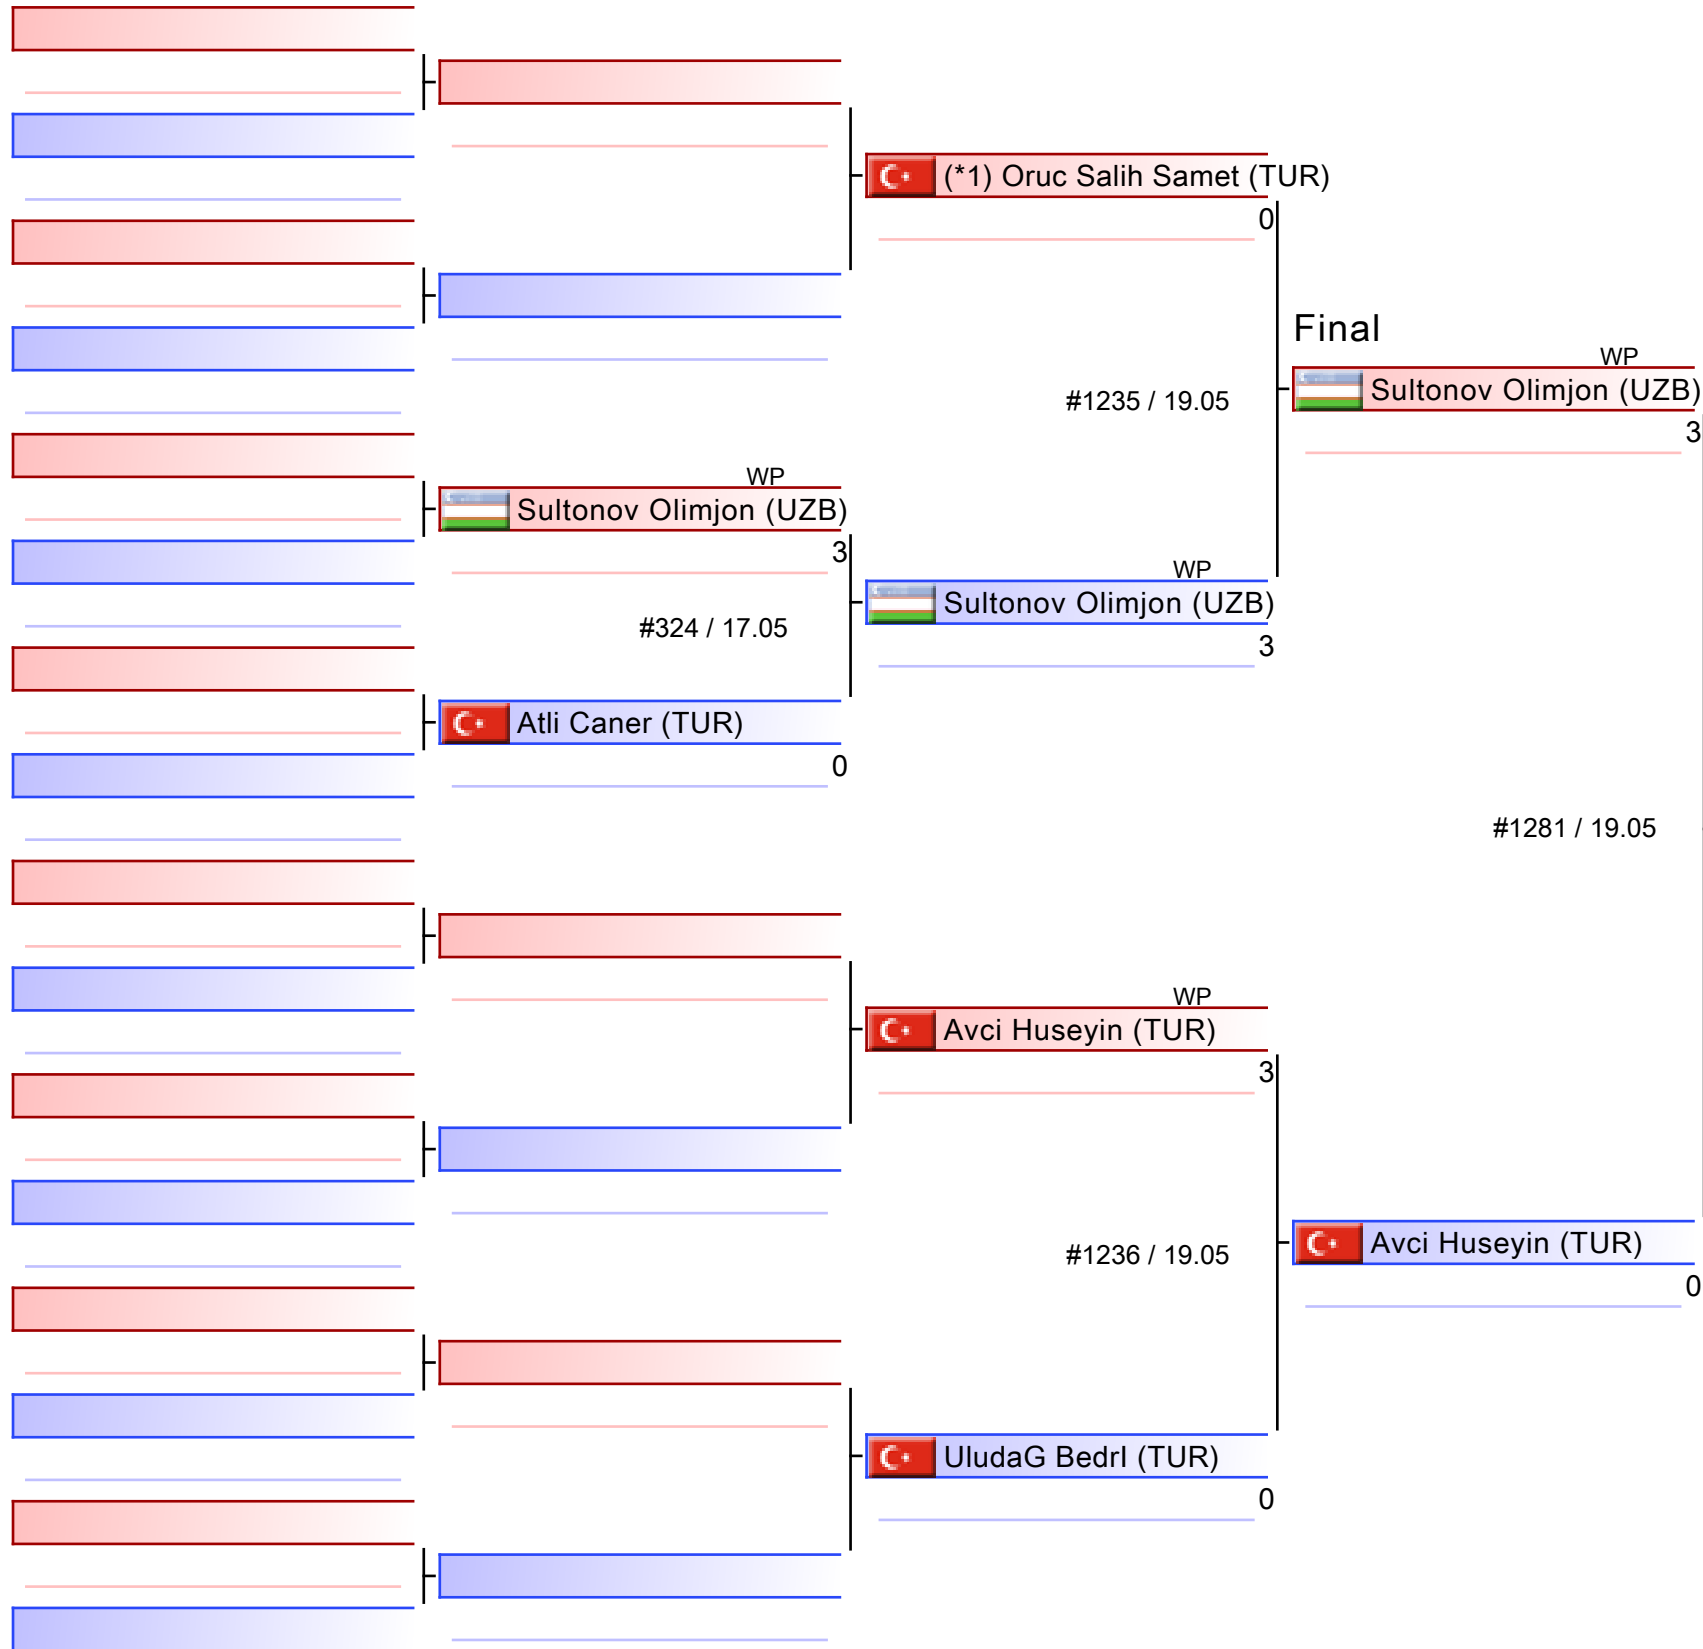 (*1) Oruc Salih Samet (TUR)
0
Final
WP
#1235 / 19.05
Sultonov Olimjon (UZB)
3
WP
Sultonov Olimjon (UZB)
3
WP
Sultonov Olimjon (UZB)
3
#324 / 17.05
Atli Caner (TUR)
0
#1281 / 19.05
WP
Avci Huseyin (TUR)
3
#1236 / 19.05
Avci Huseyin (TUR)
0
UludaG BedrI (TUR)
0